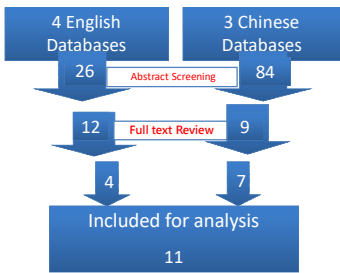 4 English
Databases
3 Chinese
Databases
26
Abstract Screening
84
12
Full text Review
9
4
7
Included for analysis
11